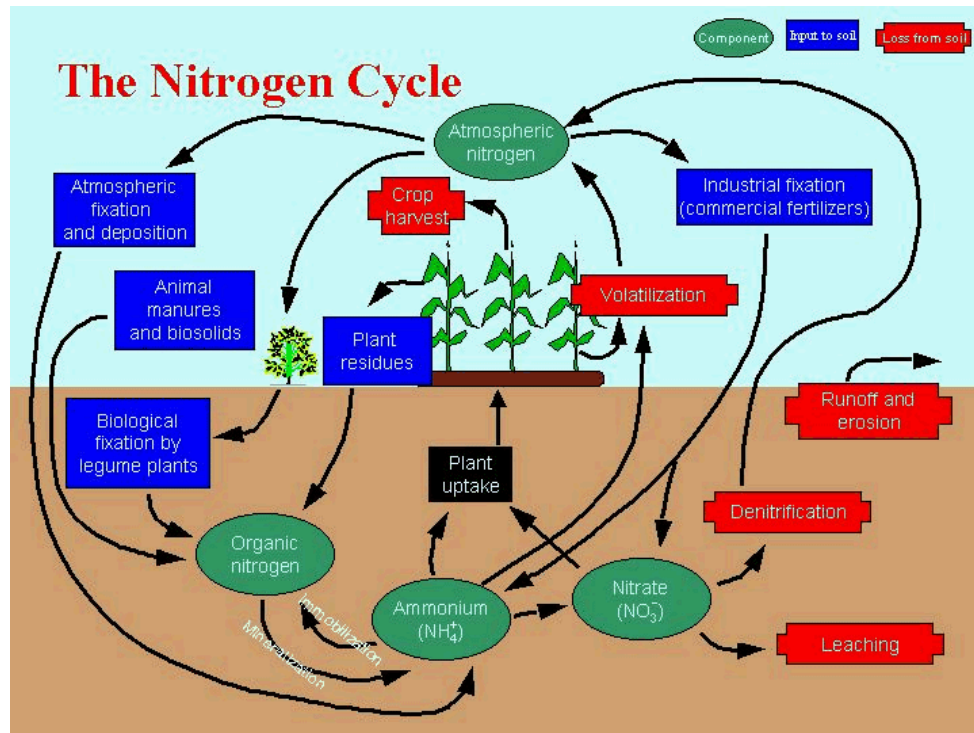 Component
Input to soil
Loss from soil
The Nitrogen Cycle
Atmospheric
nitrogen
Atmospheric
fixation
and deposition
Crop
harvest
Industrial fixation
(commercial fertilizers)
Animal
manures
and biosolids
Volatilization
Plant
residues
Runoff and
erosion
Biological
fixation by
legume plants
Plant
uptake
Denitrification
Organic
nitrogen
Ammonium
(NH₄⁺)
Nitrate
(NO₃⁻)
Immobilization
Mineralization
Leaching